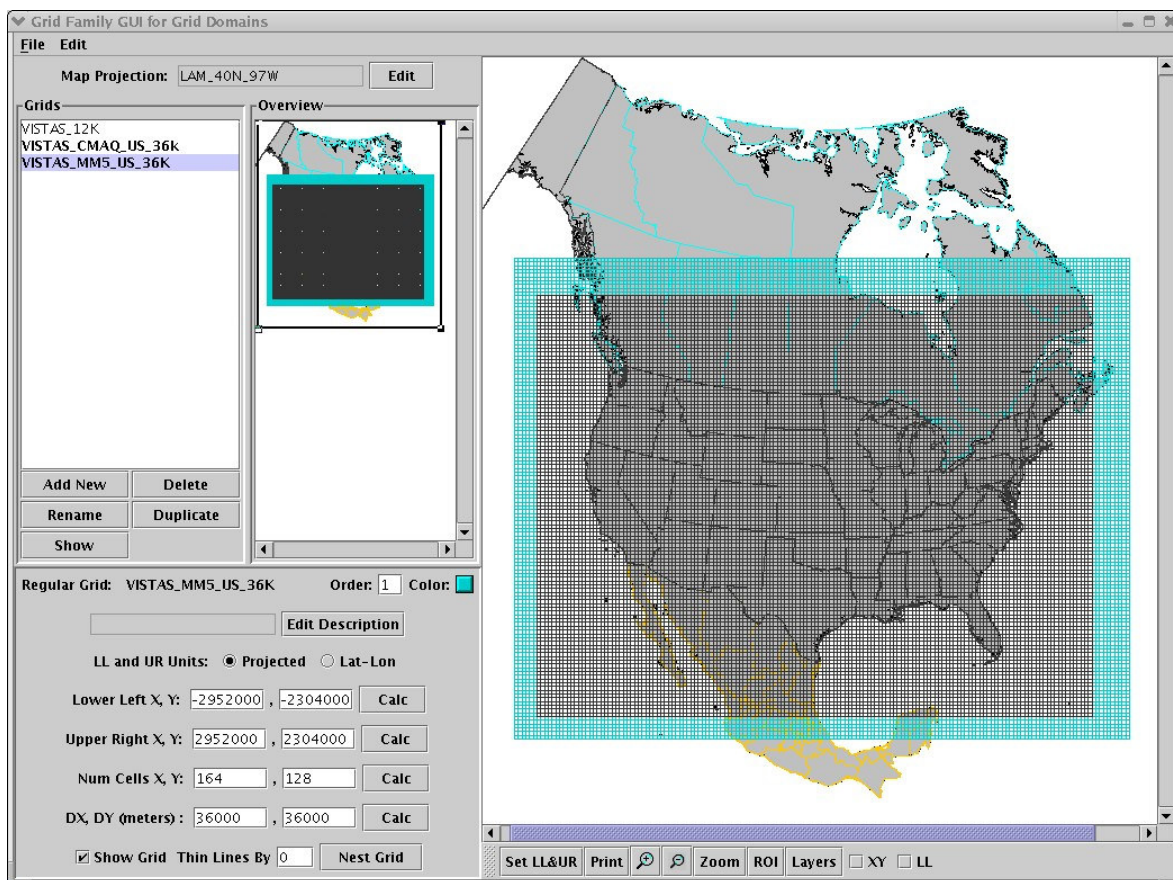 Grid Family GUI for Grid Domains
File Edit
Map Projection: LAM_40N_97W Edit
Grids
Overview
VISTAS_12K
VISTAS_CMAQ_US_36K
VISTAS_MM5_US_36K
Add New Delete
Rename Duplicate
Show
Regular Grid: VISTAS_MM5_US_36K Order: 1 Color:
Edit Description
LL and UR Units: Projected Lat-Lon
Lower Left X, Y: -2952000 , -2304000 Calc
Upper Right X, Y: 2952000 , 2304000 Calc
Num Cells X, Y: 164 , 128 Calc
DX, DY (meters) : 36000 , 36000 Calc
Show Grid Thin Lines By 0 Nest Grid
Set LL&UR Print Zoom ROI Layers XY LL